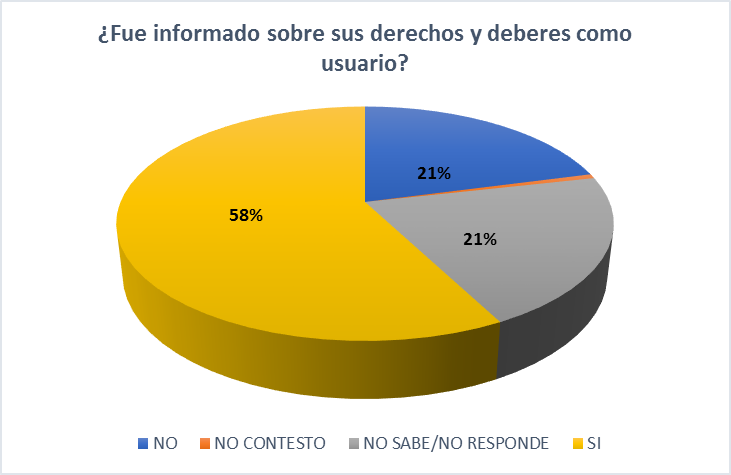 ¿Fue informado sobre sus derechos y deberes como
usuario?
21%
58%
21%
NO
NO CONTESTO
NO SABE/NO RESPONDE
SI